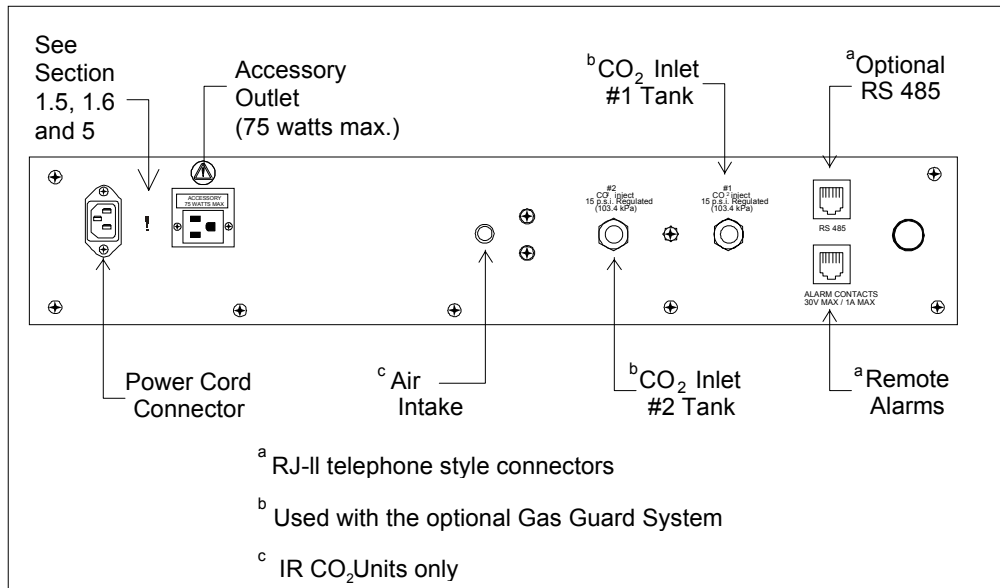 See
Section
1.5, 1.6
and 5
Accessory
Outlet
(75 watts max.)
bCO2 Inlet
#1 Tank
aOptional
RS 485
ACCESSORY
75 WATTS MAX
!
#2
CO2 inject
15 p.s.i. Regulated
(103.4 kPa)
#1
CO2 inject
15 p.s.i. Regulated
(103.4 kPa)
RS 485
ALARM CONTACTS
30V MAX / 1A MAX
Power Cord
Connector
c Air
Intake
bCO2 Inlet
#2 Tank
aRemote
Alarms
a RJ-ll telephone style connectors
b Used with the optional Gas Guard System
c IR CO2Units only